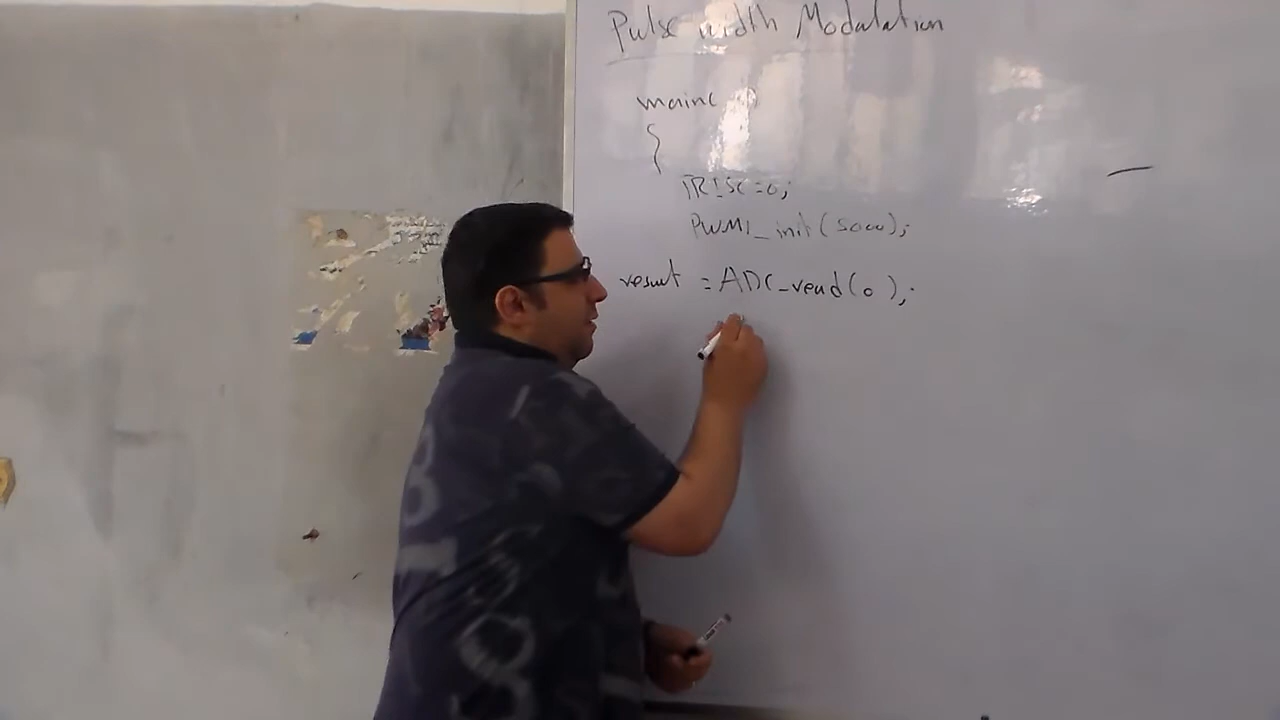 Pulse width Modulation
main()
{
TRISC=0;
PWM1_init(5000);
result = ADC_read(0);